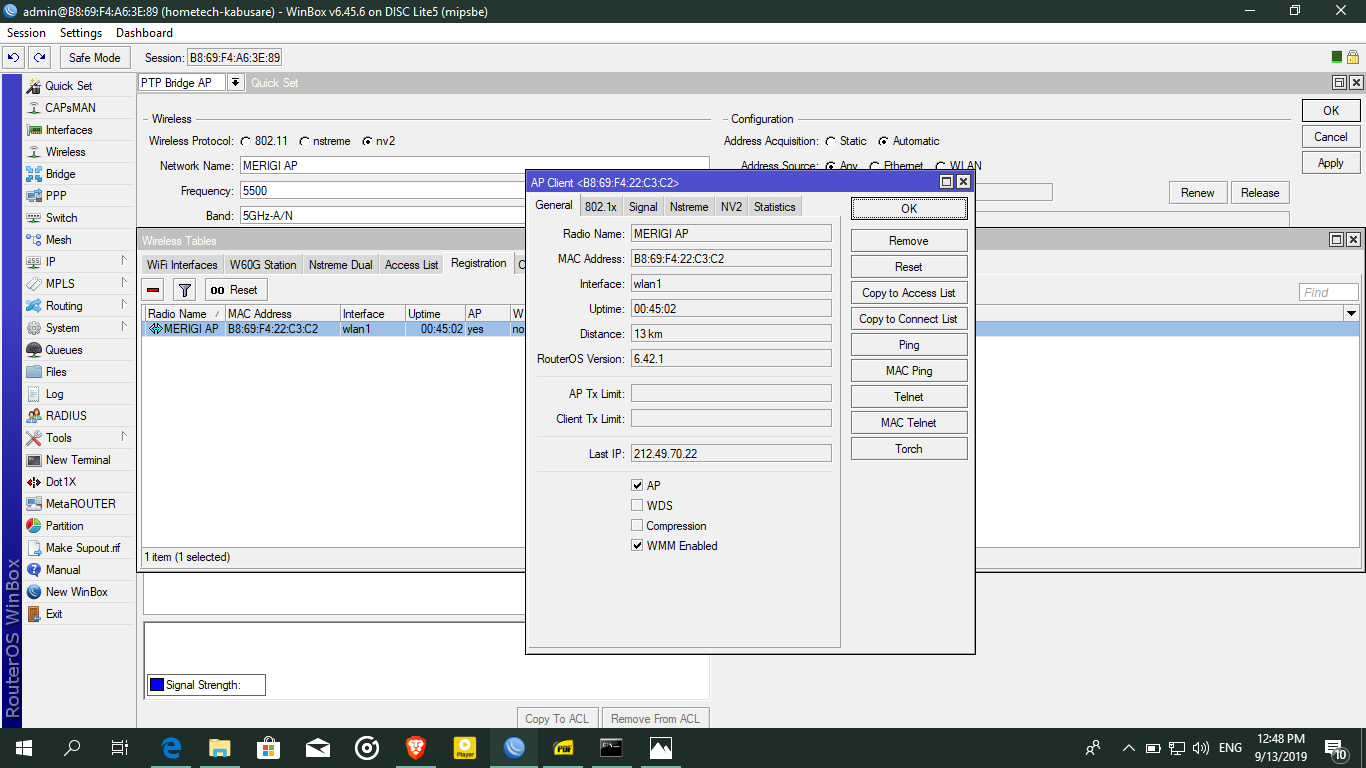 admin@B8:69:F4:A6:3E:89 (hometech-kabusare) - WinBox v6.45.6 on DISC Lite5 (mipsbe)
Session Settings Dashboard
Safe Mode Session: B8:69:F4:A6:3E:89
Quick Set
CAPsMAN
Interfaces
Wireless
Bridge
PPP
Switch
Mesh
IP
MPLS
Routing
System
Queues
Files
Log
RADIUS
Tools
New Terminal
Dot1X
MetaROUTER
Partition
Make Supout.rif
Manual
New WinBox
Exit
RouterOS WinBox
PTP Bridge AP Quick Set
Wireless
Wireless Protocol: 802.11 nstreme nv2
Network Name: MERIGI AP
Frequency: 5500
Band: 5GHz-A/N
Configuration
Address Acquisition: Static Automatic
Address Source: Any Ethernet WLAN
Renew Release
OK
Cancel
Apply
Wireless Tables
WiFi Interfaces W60G Station Nstreme Dual Access List Registration C
Reset
Find
Radio Name MAC Address Interface Uptime AP W
MERIGI AP B8:69:F4:22:C3:C2 wlan1 00:45:02 yes no
1 item (1 selected)
AP Client <B8:69:F4:22:C3:C2>
General 802.1x Signal Nstreme NV2 Statistics
Radio Name: MERIGI AP
MAC Address: B8:69:F4:22:C3:C2
Interface: wlan1
Uptime: 00:45:02
Distance: 13 km
RouterOS Version: 6.42.1
AP Tx Limit:
Client Tx Limit:
Last IP: 212.49.70.22
AP
WDS
Compression
WMM Enabled
OK
Remove
Reset
Copy to Access List
Copy to Connect List
Ping
MAC Ping
Telnet
MAC Telnet
Torch
Signal Strength:
Copy To ACL Remove From ACL
Player
PDF
ENG
12:48 PM
9/13/2019
10